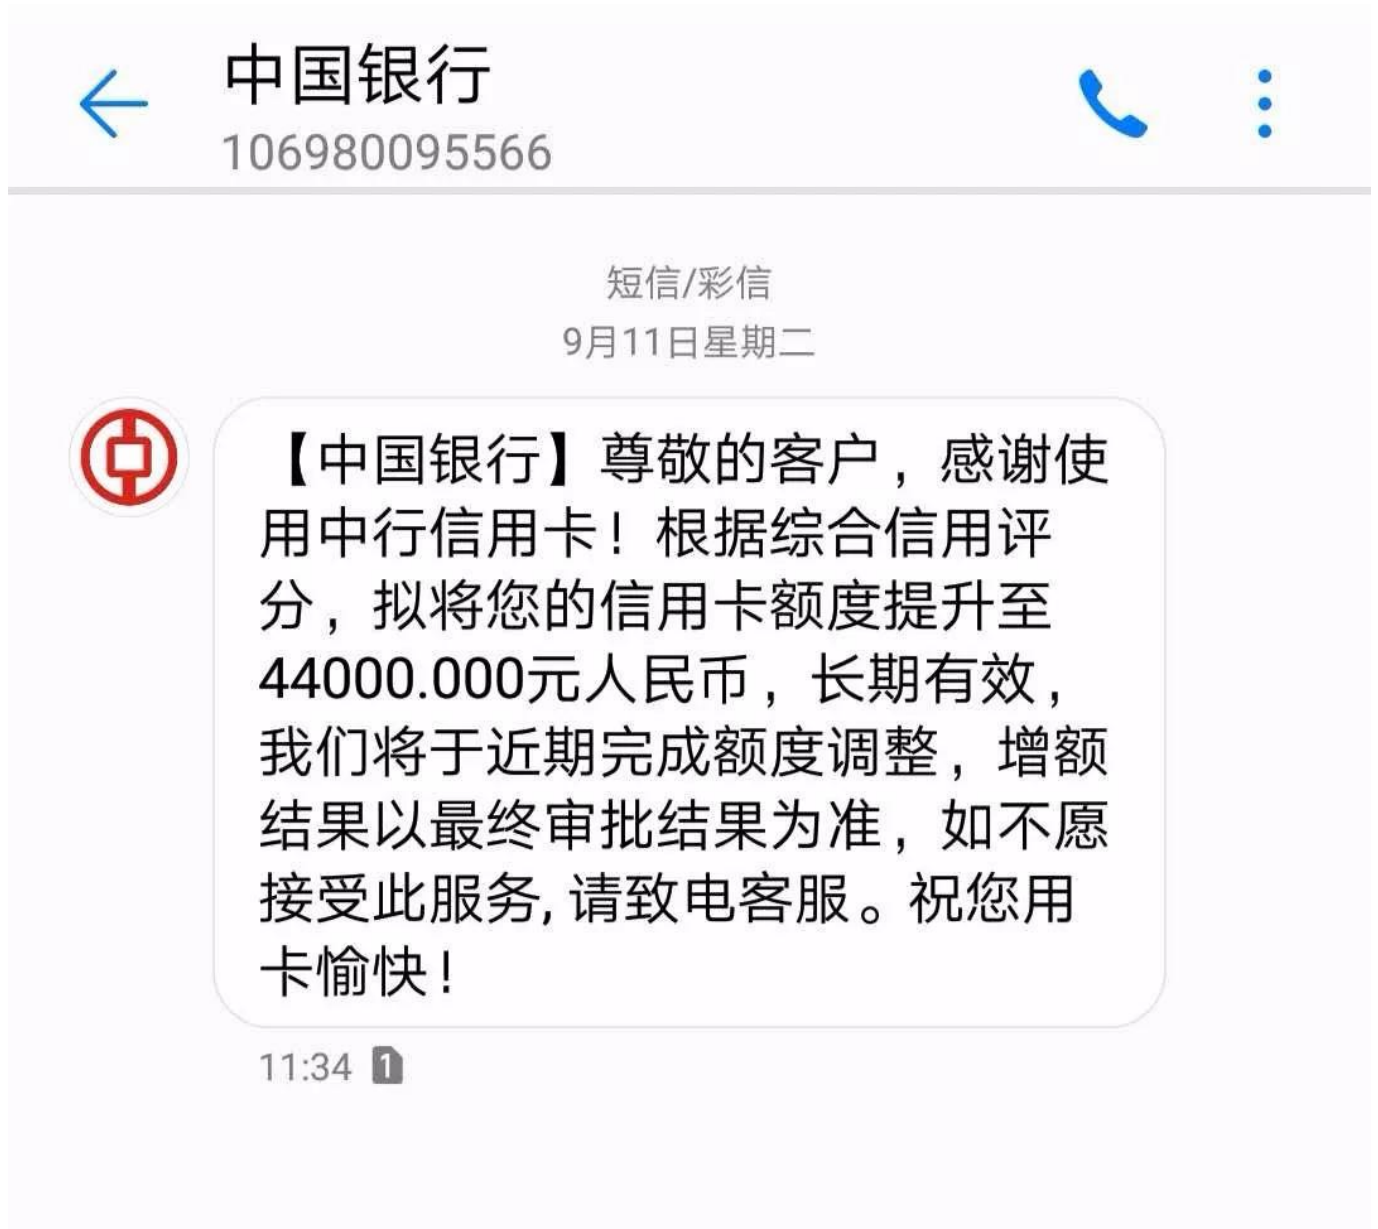 中国银行
106980095566
短信/彩信
9月11日星期二
【中国银行】尊敬的客户，感谢使
用中行信用卡！根据综合信用评
分，拟将您的信用卡额度提升至
44000.000元人民币，长期有效，
我们将于近期完成额度调整，增额
结果以最终审批结果为准，如不愿
接受此服务,请致电客服。祝您用
卡愉快！
11:34 1